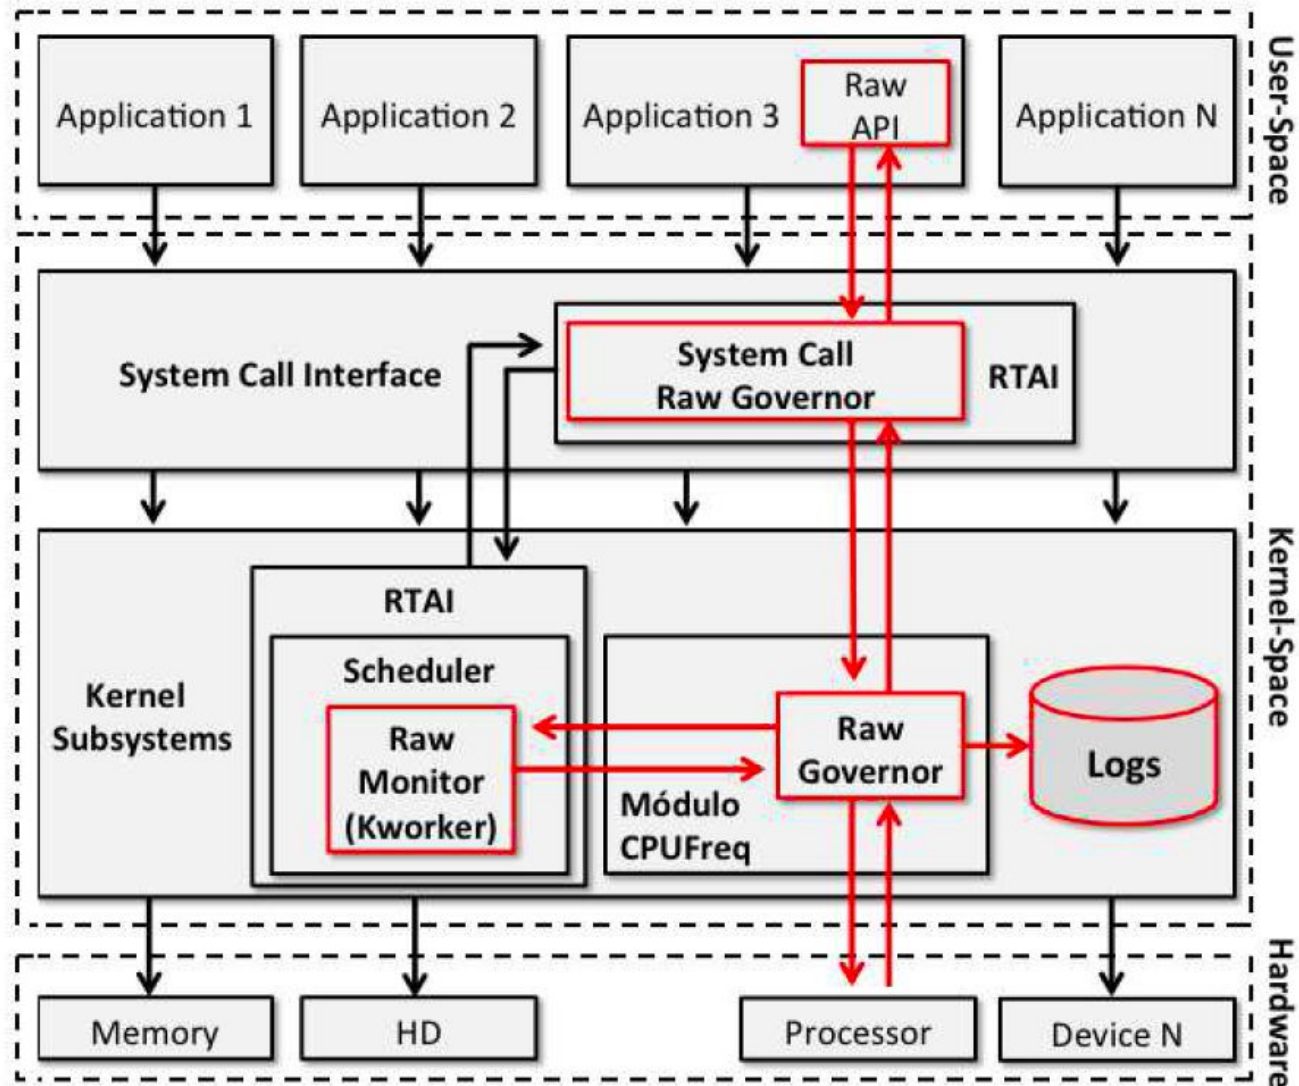 Application 1
Application 2
Application 3
Raw
API
Application N
User-Space
System Call Interface
System Call
Raw Governor
RTAI
Kernel-Space
Kernel
Subsystems
RTAI
Scheduler
Raw
Monitor
(Kworker)
Módulo
CPUFreq
Raw
Governor
Logs
Hardware
Memory
HD
Processor
Device N